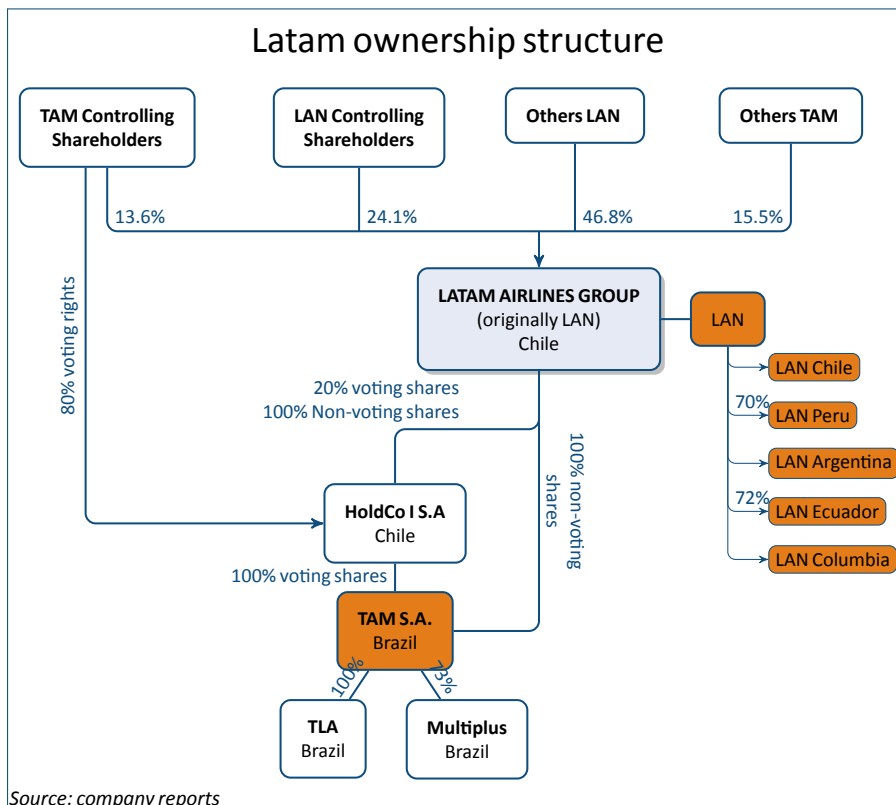 Latam ownership structure
TAM Controlling
Shareholders
LAN Controlling
Shareholders
Others LAN
Others TAM
13.6%
24.1%
46.8%
15.5%
80% voting rights
LATAM AIRLINES GROUP
(originally LAN)
Chile
LAN
LAN Chile
70%
LAN Peru
LAN Argentina
72%
LAN Ecuador
LAN Columbia
20% voting shares
100% Non-voting shares
100% non-voting
shares
HoldCo I S.A
Chile
100% voting shares
TAM S.A.
Brazil
100%
73%
TLA
Brazil
Multiplus
Brazil
Source: company reports